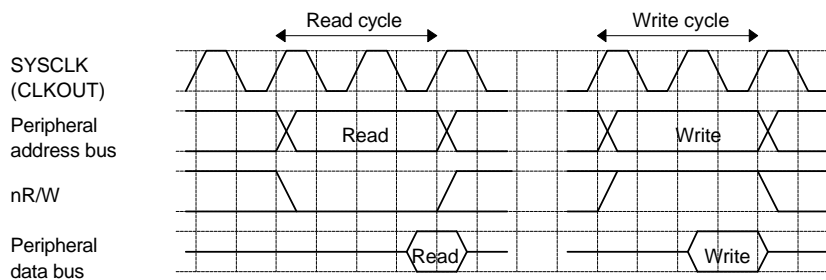 Read cycle Write cycle
SYSCLK
(CLKOUT)
Peripheral
address bus
Read Write
nR/W
Peripheral
data bus
Read Write